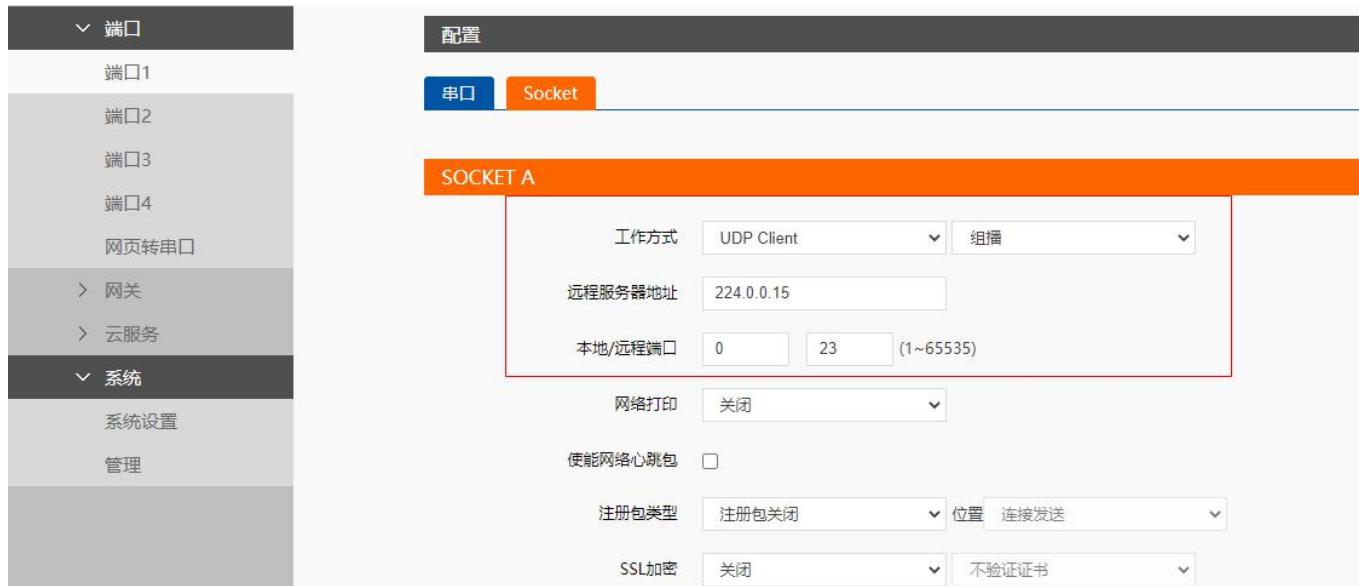 端口
端口1
端口2
端口3
端口4
网页转串口
网关
云服务
系统
系统设置
管理
配置
串口 Socket
SOCKET A
工作方式 UDP Client 组播
远程服务器地址 224.0.0.15
本地/远程端口 0 23 (1~65535)
网络打印 关闭
使能网络心跳包
注册包类型 注册包关闭 位置 连接发送
SSL加密 关闭 不验证证书